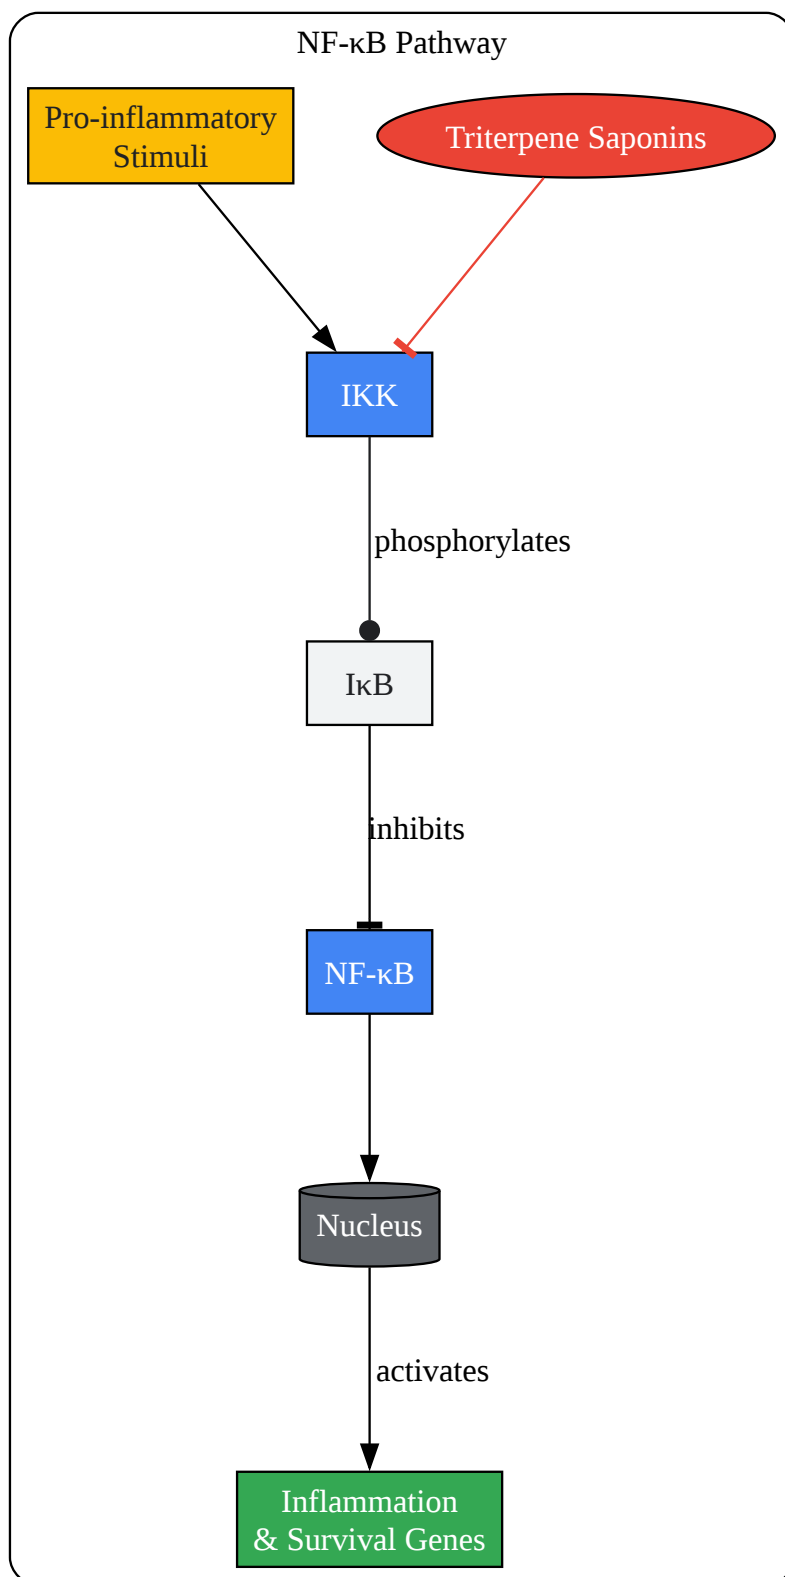 NF-κB Pathway
Pro-inflammatory
Stimuli
Triterpene Saponins
IKK
phosphorylates
IκB
inhibits
NF-κB
Nucleus
activates
Inflammation
& Survival Genes